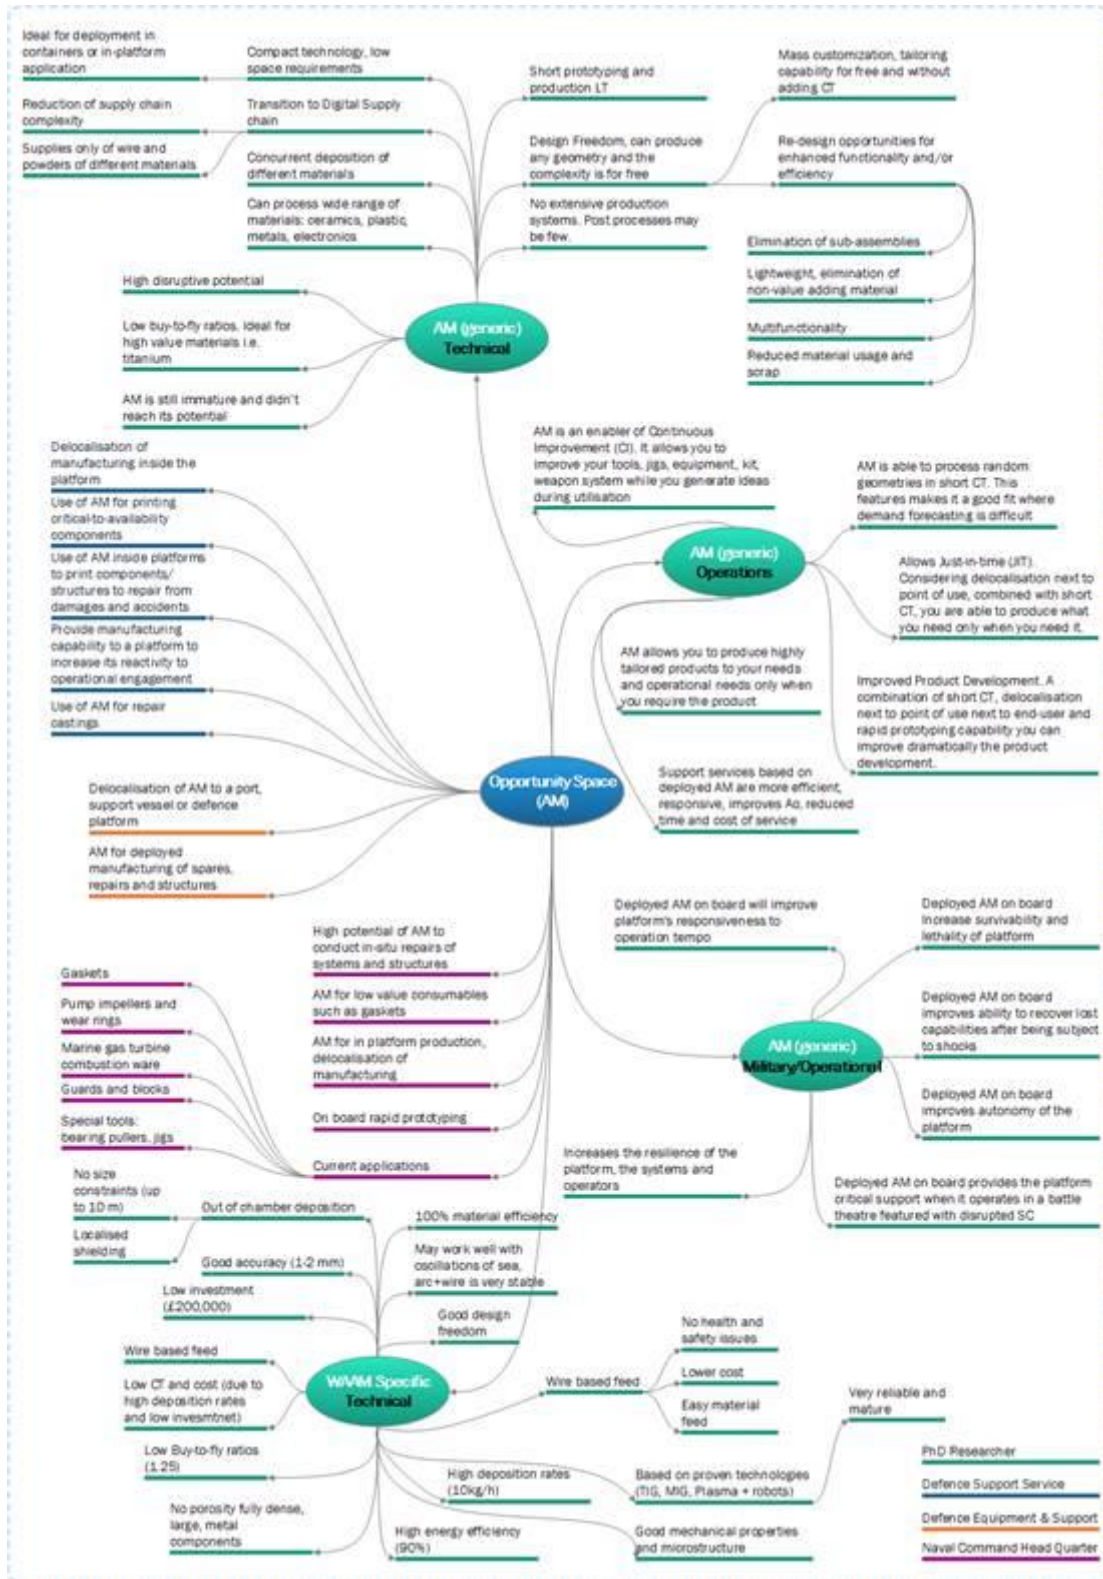 Ideal for deployment in
containers or in-platform
application
Compact technology, low
space requirements
Reduction of supply chain
complexity
Transition to Digital Supply
chain
Supplies only of wire and
powders of different materials
Concurrent deposition of
different materials
Can process wide range of
materials: ceramics, plastic,
metals, electronics
Short prototyping and
production LT
Mass customization, tailoring
capability for free and without
adding CT
Design Freedom, can produce
any geometry and the
complexity is for free
Re-design opportunities for
enhanced functionality and/or
efficiency
No extensive production
systems. Post processes may
be few.
Elimination of sub-assemblies
Lightweight, elimination of
non-value adding material
Multifunctionality
Reduced material usage and
scrap
High disruptive potential
Low buy-to-fly ratios. Ideal for
high value materials i.e.
titanium
AM is still immature and didn't
reach its potential
AM (generic)
Technical
Delocalisation of
manufacturing inside the
platform
Use of AM for printing
critical-to-availability
components
Use of AM inside platforms
to print components/
structures to repair from
damages and accidents
Provide manufacturing
capability to a platform to
increase its reactivity to
operational engagement
Use of AM for repair
castings
AM is an enabler of Continuous
Improvement (CI). It allows you to
improve your tools, jigs, equipment, kit,
weapon system while you generate ideas
during utilisation
AM (generic)
Operations
AM is able to process random
geometries in short CT. This
features makes it a good fit where
demand forecasting is difficult
Allows Just-in-time (JIT).
Considering delocalisation next to
point of use, combined with short
CT, you are able to produce what
you need only when you need it.
AM allows you to produce highly
tailored products to your needs
and operational needs only when
you require the product
Improved Product Development. A
combination of short CT, delocalisation
next to point of use next to end-user and
rapid prototyping capability you can
improve dramatically the product
development.
Support services based on
deployed AM are more efficient,
responsive, improves Ao, reduced
time and cost of service
Opportunity Space
(AM)
Delocalisation of AM to a port,
support vessel or defence
platform
AM for deployed
manufacturing of spares,
repairs and structures
High potential of AM to
conduct in-situ repairs of
systems and structures
AM for low value consumables
such as gaskets
AM for in platform production,
delocalisation of
manufacturing
On board rapid prototyping
Current applications
Gaskets
Pump impellers and
wear rings
Marine gas turbine
combustion ware
Guards and blocks
Special tools:
bearing pullers, jigs
Deployed AM on board will improve
platform's responsiveness to
operation tempo
Deployed AM on board
Increase survivability and
lethality of platform
Deployed AM on board
improves ability to recover lost
capabilities after being subject
to shocks
AM (generic)
Military/Operational
Deployed AM on board
improves autonomy of the
platform
Increases the resilience of the
platform, the systems and
operators
Deployed AM on board provides the platform
critical support when it operates in a battle
theatre featured with disrupted SC
No size
constraints (up
to 10 m)
Out of chamber deposition
Localised
shielding
Good accuracy (1-2 mm)
Low investment
(£200,000)
100% material efficiency
May work well with
oscillations of sea,
arc+wire is very stable
Good design
freedom
Wire based feed
Low CT and cost (due to
high deposition rates
and low invesmtnet)
Low Buy-to-fly ratios
(1.25)
No porosity fully dense,
large, metal
components
WAAM Specific
Technical
Wire based feed
No health and
safety issues
Lower cost
Easy material
feed
High deposition rates
(10kg/h)
High energy efficiency
(90%)
Based on proven technologies
(TIG, MIG, Plasma + robots)
Very reliable and
mature
Good mechanical properties
and microstructure
PhD Researcher
Defence Support Service
Defence Equipment & Support
Naval Command Head Quarter